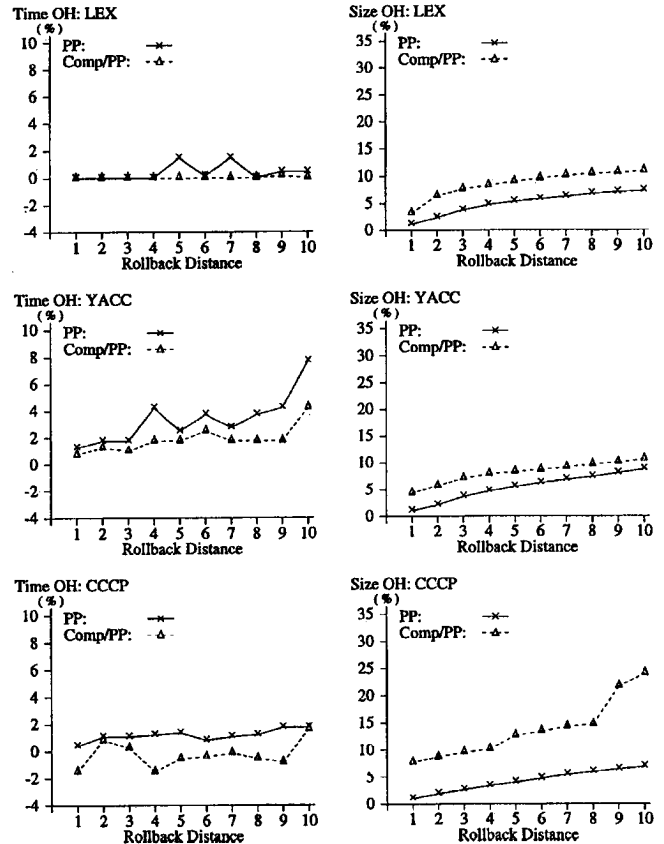 Time OH: LEX
(%)
10
8
6
4
2
0
-2
-4
PP:
Comp/PP:
1 2 3 4 5 6 7 8 9 10
Rollback Distance
Size OH: LEX
(%)
35
30
25
20
15
10
5
0
PP:
Comp/PP:
1 2 3 4 5 6 7 8 9 10
Rollback Distance
Time OH: YACC
(%)
10
8
6
4
2
0
-2
-4
PP:
Comp/PP:
1 2 3 4 5 6 7 8 9 10
Rollback Distance
Size OH: YACC
(%)
35
30
25
20
15
10
5
0
PP:
Comp/PP:
1 2 3 4 5 6 7 8 9 10
Rollback Distance
Time OH: CCCP
(%)
10
8
6
4
2
0
-2
-4
PP:
Comp/PP:
1 2 3 4 5 6 7 8 9 10
Rollback Distance
Size OH: CCCP
(%)
35
30
25
20
15
10
5
0
PP:
Comp/PP:
1 2 3 4 5 6 7 8 9 10
Rollback Distance